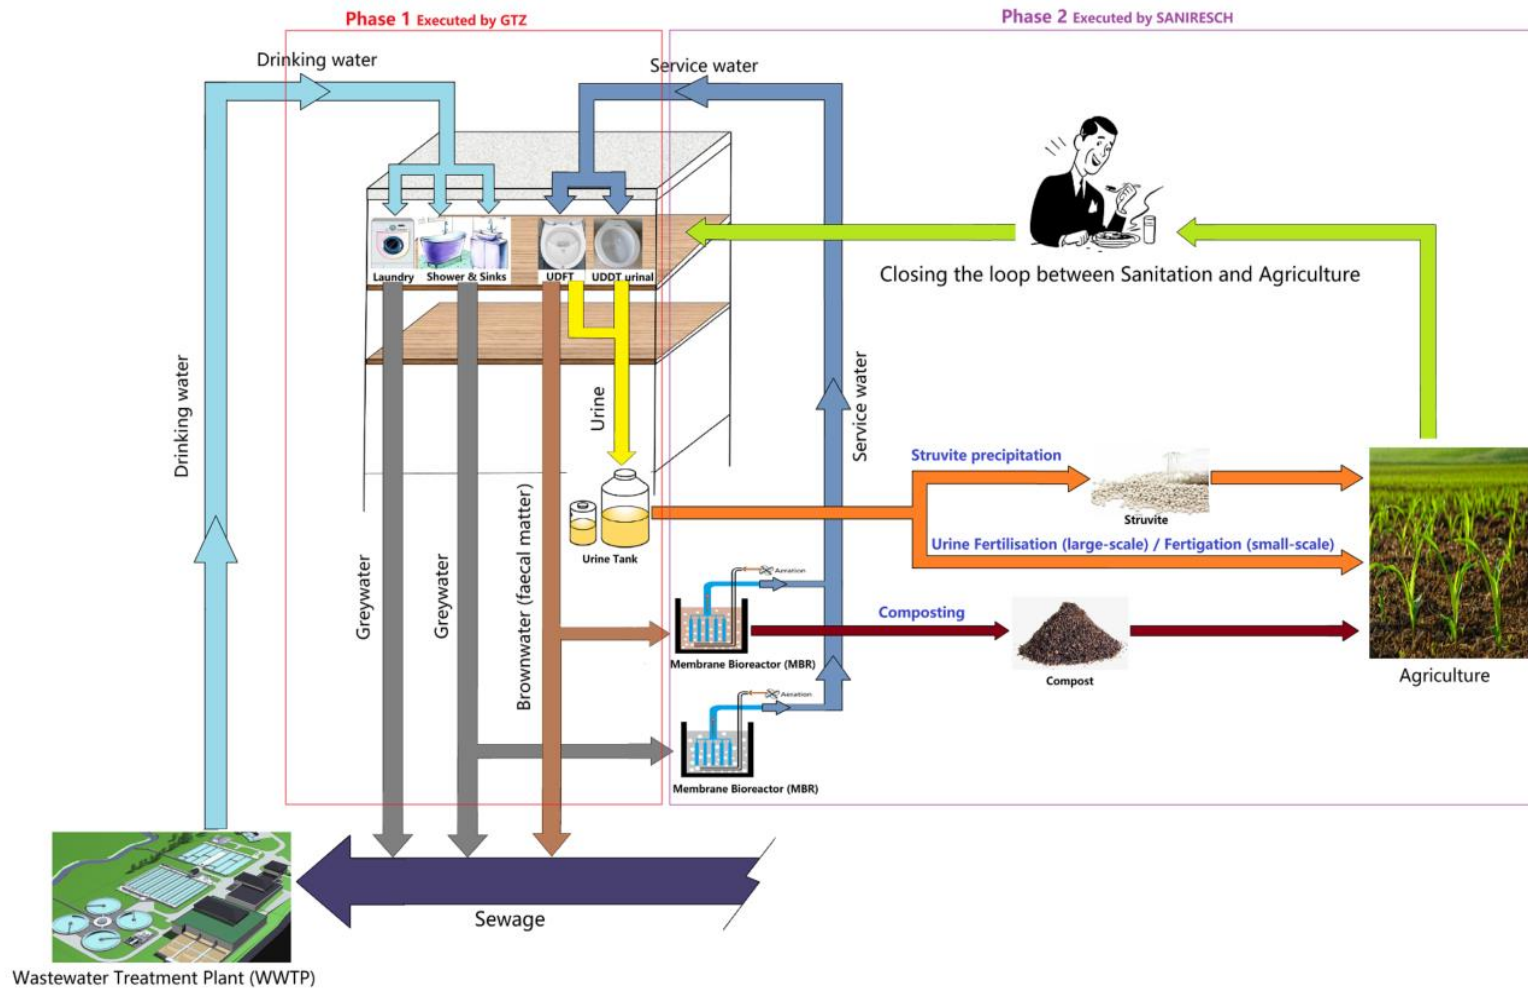 Phase 1 Executed by GTZ
Phase 2 Executed by SANIRESCH
Drinking water
Service water
Laundry
Shower & Sinks
UDFT
UDDT urinal
Closing the loop between Sanitation and Agriculture
Drinking water
Urine
Service water
Struvite precipitation
Struvite
Urine Tank
Urine Fertilisation (large-scale) / Fertigation (small-scale)
Greywater
Greywater
Brownwater (faecal matter)
Aeration
Membrane Bioreactor (MBR)
Composting
Compost
Agriculture
Aeration
Membrane Bioreactor (MBR)
Sewage
Wastewater Treatment Plant (WWTP)